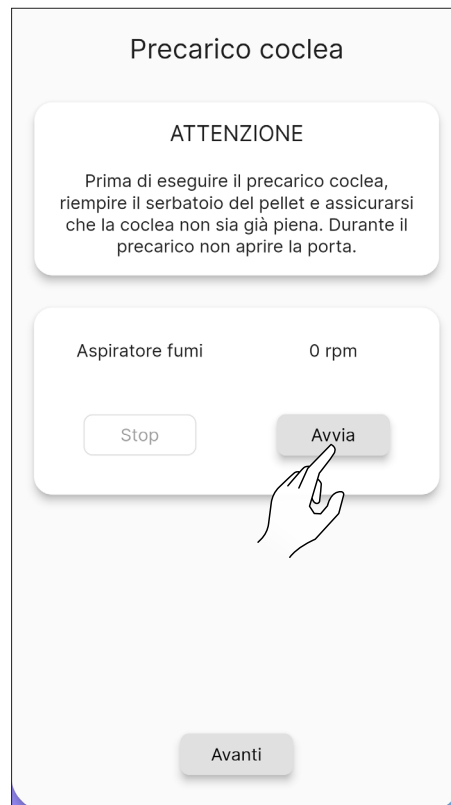 Precarico coclea
ATTENZIONE
Prima di eseguire il precarico coclea,
riempire il serbatoio del pellet e assicurarsi
che la coclea non sia già piena. Durante il
precarico non aprire la porta.
Aspiratore fumi 0 rpm
Stop Avvia
Avanti